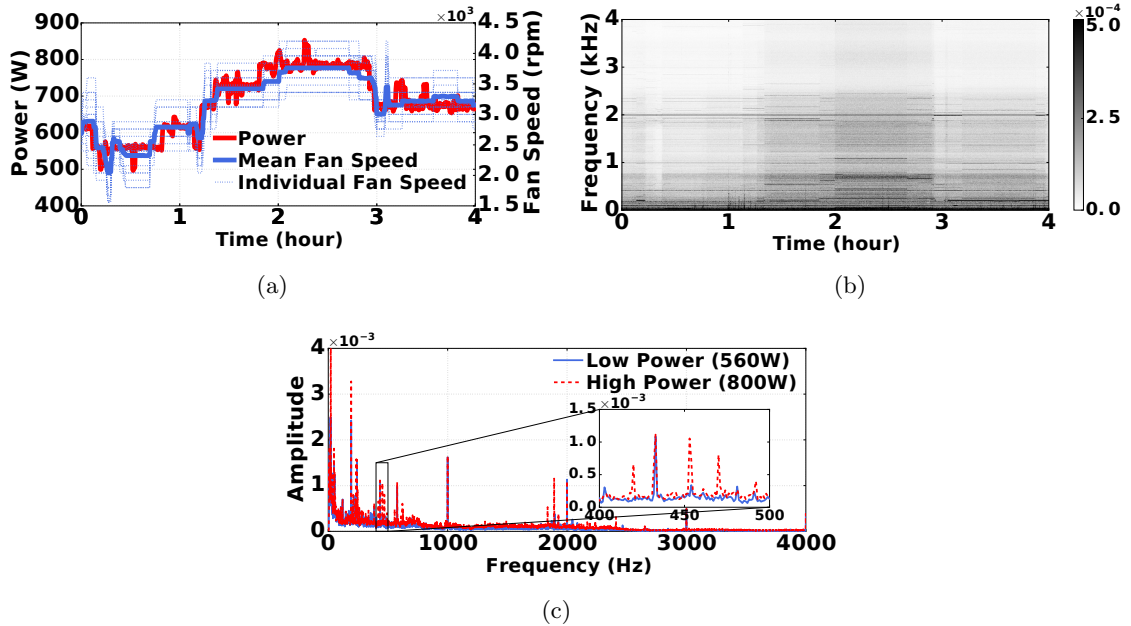 ×10³
900
800
700
600
500
400
Power (W)
4.5
4.0
3.5
3.0
2.5
2.0
1.5
Fan Speed (rpm)
Power
Mean Fan Speed
Individual Fan Speed
0 1 2 3 4
Time (hour)
(a)
×10⁻⁴
4
3
2
1
0
Frequency (kHz)
5.0
2.5
0.0
0 1 2 3 4
Time (hour)
(b)
×10⁻³
4
3
2
1
0
Amplitude
Low Power (560W)
High Power (800W)
×10⁻³
1.5
1.0
0.5
0.0
400 450 500
0 1000 2000 3000 4000
Frequency (Hz)
(c)